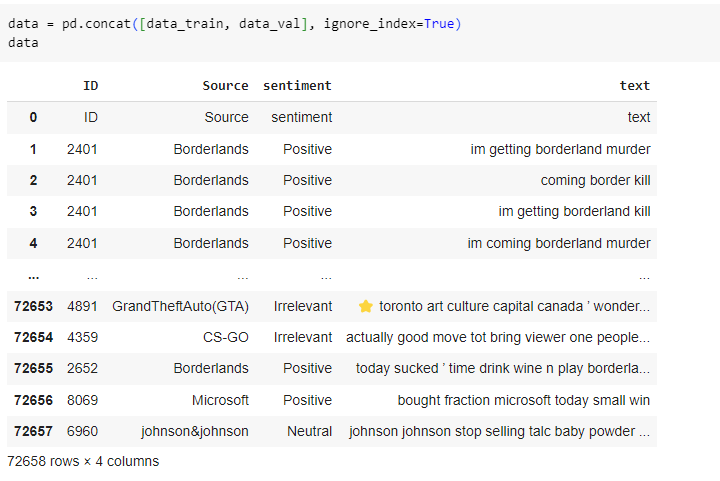 data = pd.concat([data_train, data_val], ignore_index=True)
data
ID Source sentiment text
0 ID Source sentiment text
1 2401 Borderlands Positive im getting borderland murder
2 2401 Borderlands Positive coming border kill
3 2401 Borderlands Positive im getting borderland kill
4 2401 Borderlands Positive im coming borderland murder
... ... ... ... ...
72653 4891 GrandTheftAuto(GTA) Irrelevant ⭐ toronto art culture capital canada ’ wonder...
72654 4359 CS-GO Irrelevant actually good move tot bring viewer one people...
72655 2652 Borderlands Positive today sucked ’ time drink wine n play borderla...
72656 8069 Microsoft Positive bought fraction microsoft today small win
72657 6960 johnson&johnson Neutral johnson johnson stop selling talc baby powder ...
72658 rows × 4 columns